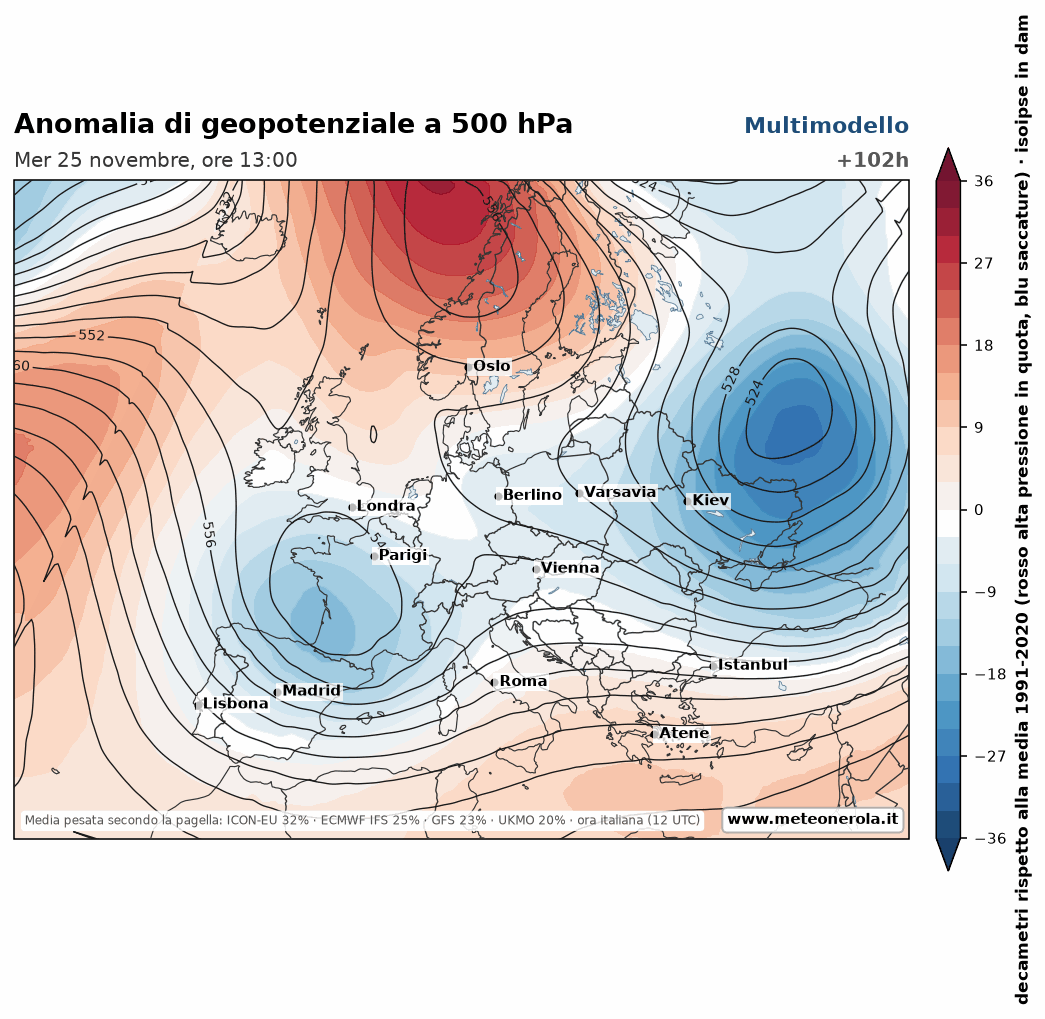 Anomalia di geopotenziale a 500 hPa
Multimodello
Mer 25 novembre, ore 13:00
+102h
552
560
556
528
524
524
Oslo
Londra
Berlino
Varsavia
Kiev
Parigi
Vienna
Istanbul
Roma
Madrid
Lisbona
Atene
Media pesata secondo la pagella: ICON-EU 32% · ECMWF IFS 25% · GFS 23% · UKMO 20% · ora italiana (12 UTC)
www.meteonerola.it
36
27
18
9
0
−9
−18
−27
−36
decametri rispetto alla media 1991-2020 (rosso alta pressione in quota, blu saccature) · isoipse in dam